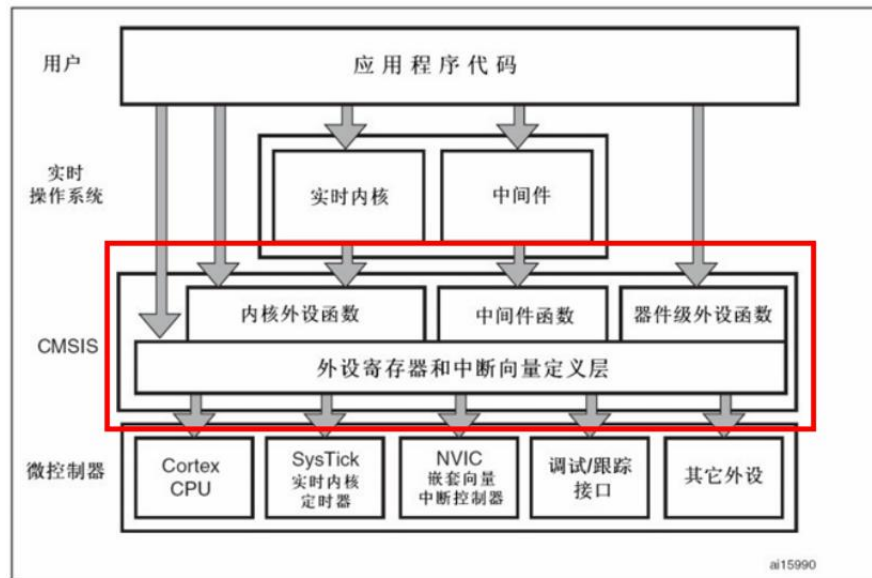 用户
应用程序代码
实时
操作系统
实时内核
中间件
CMSIS
内核外设函数
中间件函数
器件级外设函数
外设寄存器和中断向量定义层
微控制器
Cortex
CPU
SysTick
实时内核
定时器
NVIC
嵌套向量
中断控制器
调试/跟踪
接口
其它外设
ai15990